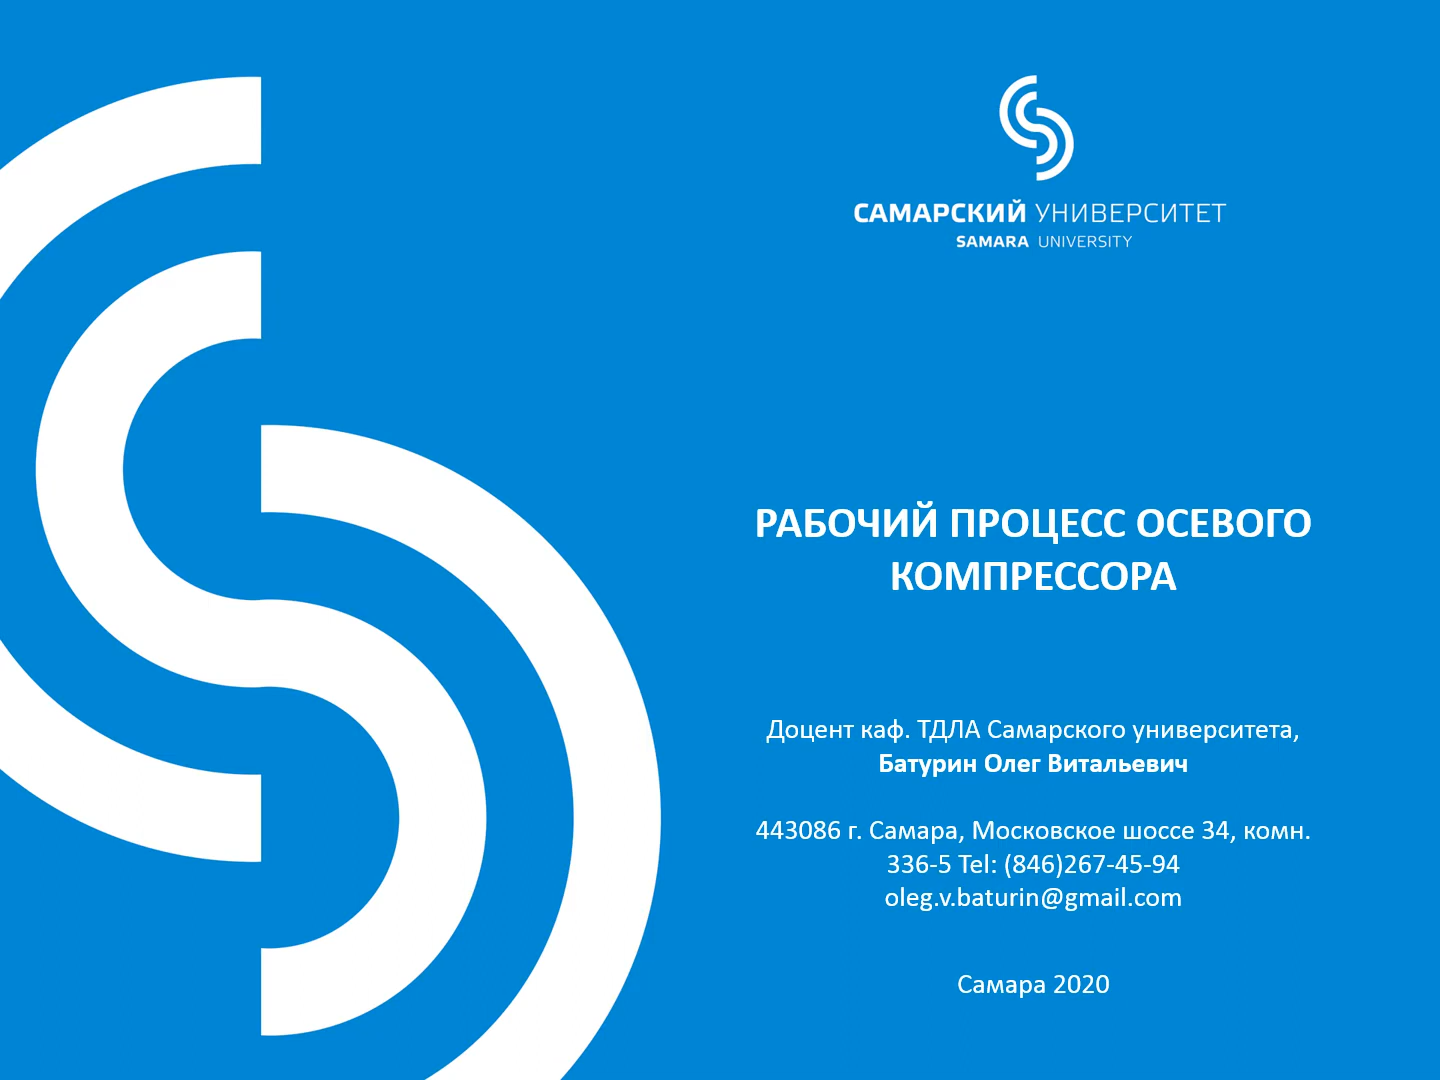 САМАРСКИЙ УНИВЕРСИТЕТ
SAMARA UNIVERSITY
РАБОЧИЙ ПРОЦЕСС ОСЕВОГО
КОМПРЕССОРА
Доцент каф. ТДЛА Самарского университета,
Батурин Олег Витальевич
443086 г. Самара, Московское шоссе 34, комн.
336-5 Tel: (846)267-45-94
oleg.v.baturin@gmail.com
Самара 2020